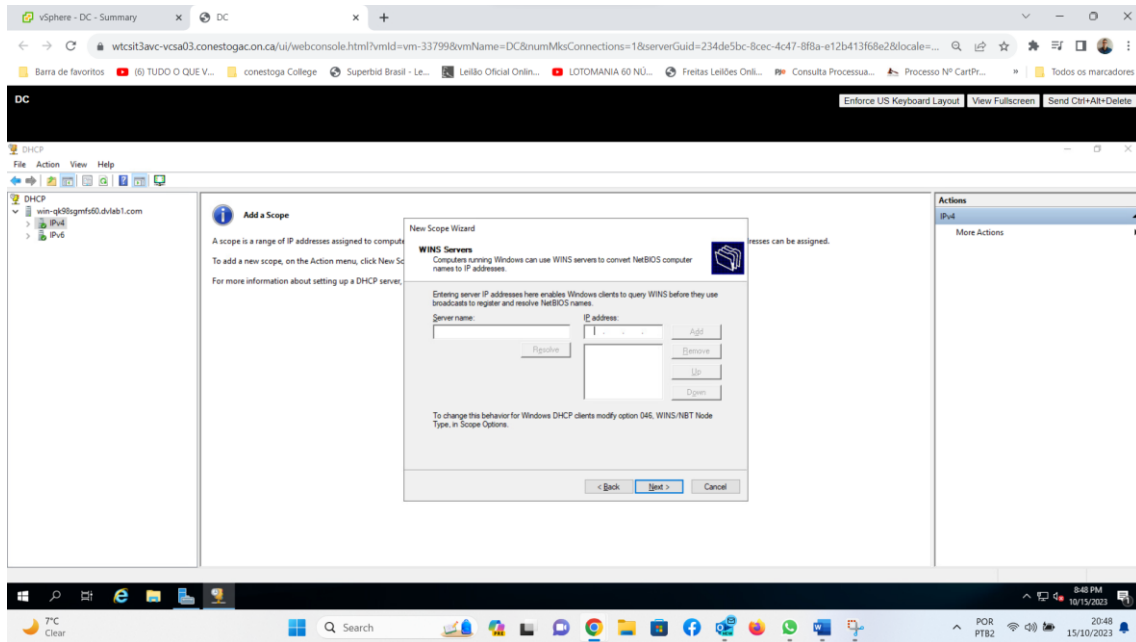 vSphere - DC - Summary
DC
wtcsit3avc-vcsa03.conestogac.on.ca/ui/webconsole.html?vmId=vm-33799&vmName=DC&numMksConnections=1&serverGuid=234de5bc-8cec-4c47-8f8a-e12b413f68e2&locale=...
Barra de favoritos (6) TUDO O QUE V... conestoga College Superbid Brasil - Le... Leilão Oficial Onlin... LOTOMANIA 60 NÚ... Freitas Leilões Onli... Consulta Processua... Processo Nº CartPr... » Todos os marcadores
DC Enforce US Keyboard Layout View Fullscreen Send Ctrl+Alt+Delete
DHCP
File Action View Help
DHCP
win-qk98sgmfs60.dvlab1.com
IPv4
IPv6
Add a Scope
A scope is a range of IP addresses assigned to compute
resses can be assigned.
To add a new scope, on the Action menu, click New Sc
For more information about setting up a DHCP server,
New Scope Wizard
WINS Servers
Computers running Windows can use WINS servers to convert NetBIOS computer
names to IP addresses.
Entering server IP addresses here enables Windows clients to query WINS before they use
broadcasts to register and resolve NetBIOS names.
Server name: IP address:
Add
Resolve Remove
Up
Down
To change this behavior for Windows DHCP clients modify option 046, WINS/NBT Node
Type, in Scope Options.
< Back Next > Cancel
Actions
IPv4
More Actions
8:48 PM
10/15/2023
7°C
Clear
Search
POR
PTB2
20:48
15/10/2023